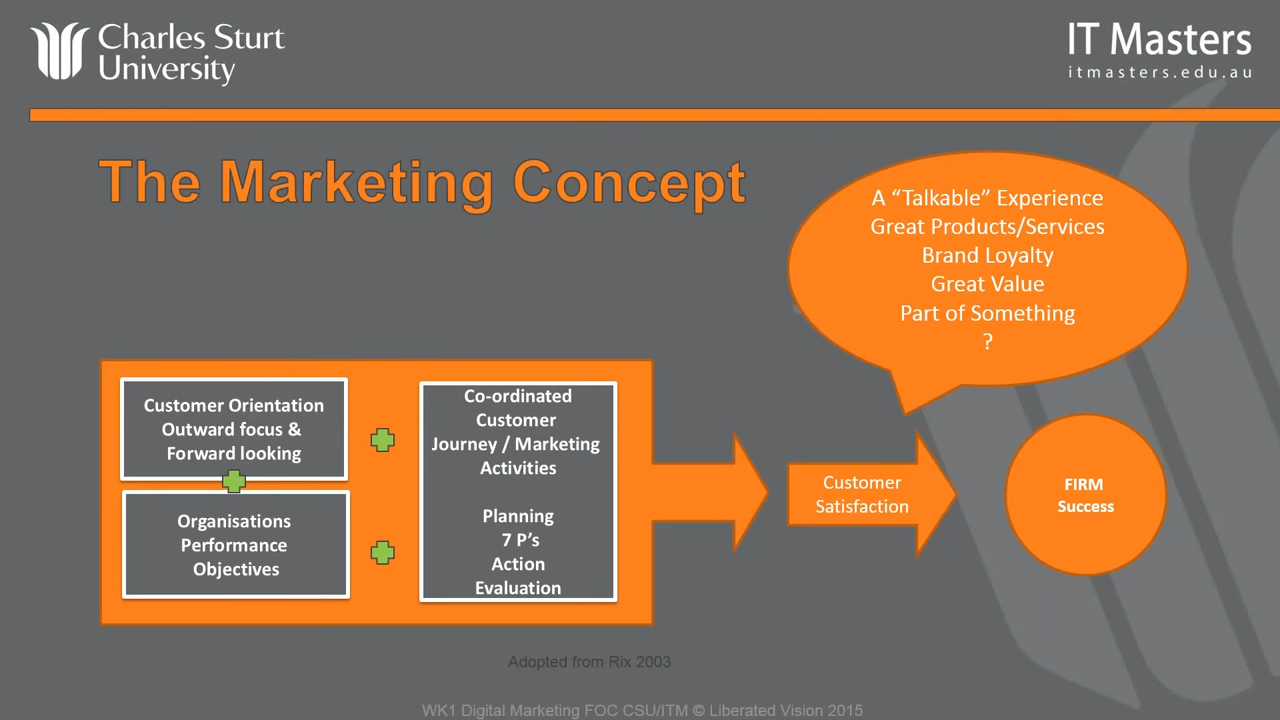 Charles Sturt
University
IT Masters
itmasters.edu.au
The Marketing Concept
A “Talkable” Experience
Great Products/Services
Brand Loyalty
Great Value
Part of Something
?
Customer Orientation
Outward focus &
Forward looking
Organisations
Performance
Objectives
Co-ordinated
Customer
Journey / Marketing
Activities
Planning
7 P’s
Action
Evaluation
Customer
Satisfaction
FIRM
Success
Adopted from Rix 2003
WK1 Digital Marketing FOC CSU/ITM © Liberated Vision 2015